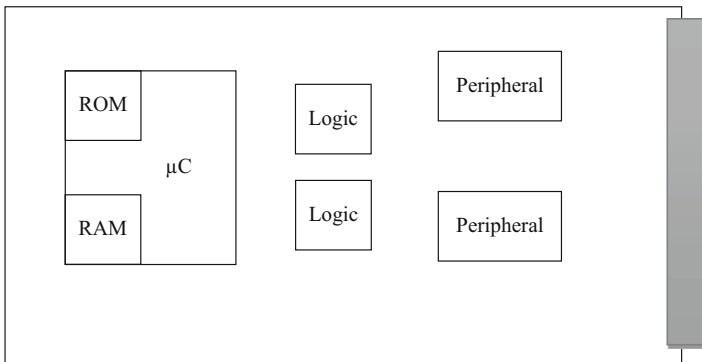 ROM
µC
RAM
Logic
Logic
Peripheral
Peripheral